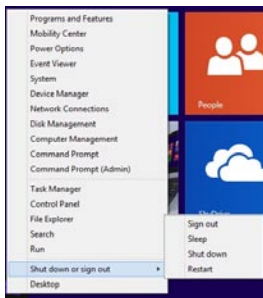 Programs and Features
Mobility Center
Power Options
Event Viewer
System
Device Manager
Network Connections
Disk Management
Computer Management
Command Prompt
Command Prompt (Admin)
Task Manager
Control Panel
File Explorer
Search
Run
Shut down or sign out
Desktop
Sign out
Sleep
Shut down
Restart
People